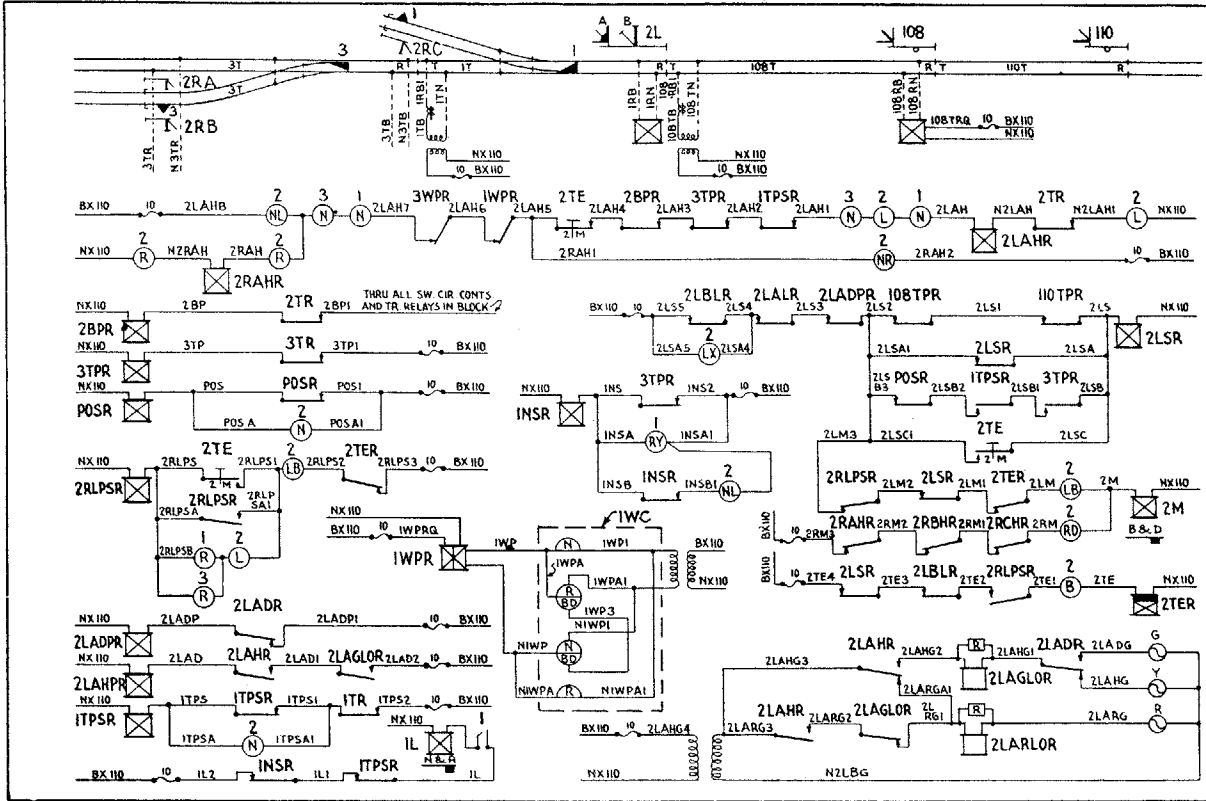 1
A B 2L
108
110
3
2RC
1
3T
R T
1T
R T
108T
R T
110T
R
2RA
3T
3
2RB
3TR
N3TR
3TB
N3TB
1TB
1RB1
1TN
1RB
1RN
108TB
108RB1
108TN
108RB
108RN
108TRQ 10 BX110
NX110
NX110
10 BX110
NX110
10 BX110
BX110 10 2LAHB 2 NL 3 N 1 N 2LAH7 3WPR 2LAH6 1WPR 2LAH5 2TE 2M 2LAH4 2BPR 2LAH3 3TPR 2LAH2 1TPSR 2LAH1 3 N 2 L 1 N 2LAH N2LAH 2TR N2LAH1 2 L NX110
2LAHR
NX110 2 R N2RAH 2RAH 2 R
2RAHR
2RAH1 2 NR 2RAH2 10 BX110
NX110 2BP 2TR 2BP1 THRU ALL SW. CIR. CONTS
AND TR. RELAYS IN BLOCK
2BPR
NX110 3TP 3TR 3TP1 10 BX110
3TPR
NX110 POS POSR POS1 10 BX110
POSR
POSA 2 N POSA1
BX110 10 2LS5 2LBLR 2LS4 2LALR 2LS3 2LADPR 2LS2 108TPR 2LS1 110TPR 2LS NX110
2LSR
2LSA5 2 LX 2LSA4
2LSA1 2LSR 2LSA
2LS
B3 POSR 2LSB2 1TPSR 2LSB1 3TPR 2LSB
2LSC1 2TE 2M 2LSC
NX110 1NS 3TPR 1NS2 10 BX110
1NSR
1NSA 1 RY 1NSA1
1NSB 1NSR 1NSB1 2 NL
NX110 2RLPS 2TE 2M 2RLPS1 2 LB 2RLPS2 2TER 2RLPS3 10 BX110
2RLPSR
2RLPSA 2RLPSR 2RLP
SA1
2RLPSB 1 R 2 L
3 R
2LM3 2RLPSR 2LM2 2LSR 2LM1 2TER 2LM 2 LB 2M NX110
2M
B & D
BX110 10 2RM3 2RAHR 2RM2 2RBHR 2RM1 2RCHR 2RM 2 RD
BX110 10 2TE4 2LSR 2TE3 2LBLR 2TE2 2RLPSR 2TE1 2 B 2TE NX110
2TER
NX110
BX110 10 1WPRQ
1WPR
1WC
1WP N 1WP1 BX110
1WPA
R BD 1WPA1 NX110
1WP3
N1WP1
N1WP N BD
N1WPA R N1WPA1
NX110 2LADP 2LADR 2LADP1 10 BX110
2LADPR
NX110 2LAD 2LAHR 2LAD1 2LAGLOR 2LAD2 10 BX110
2LAHPR
NX110 1TPS 1TPSR 1TPS1 1TR 1TPS2 10 BX110
1TPSR
1TPSA 2 N 1TPSA1
NX110
1L
1
1L
BX110 10 1L2 1NSR 1L1 1TPSR
2LAHG3 2LAHR 2LAHG2 R 2LAHG1 2LADR 2LADG G
2LAGLOR
2LAHG Y
2LARGA1
BX110 10 2LAHG4
2LARG3 2LAHR 2LARG2 2LAGLOR 2L
RG1 R 2LARG R
2LARLOR
NX110
N2LBG